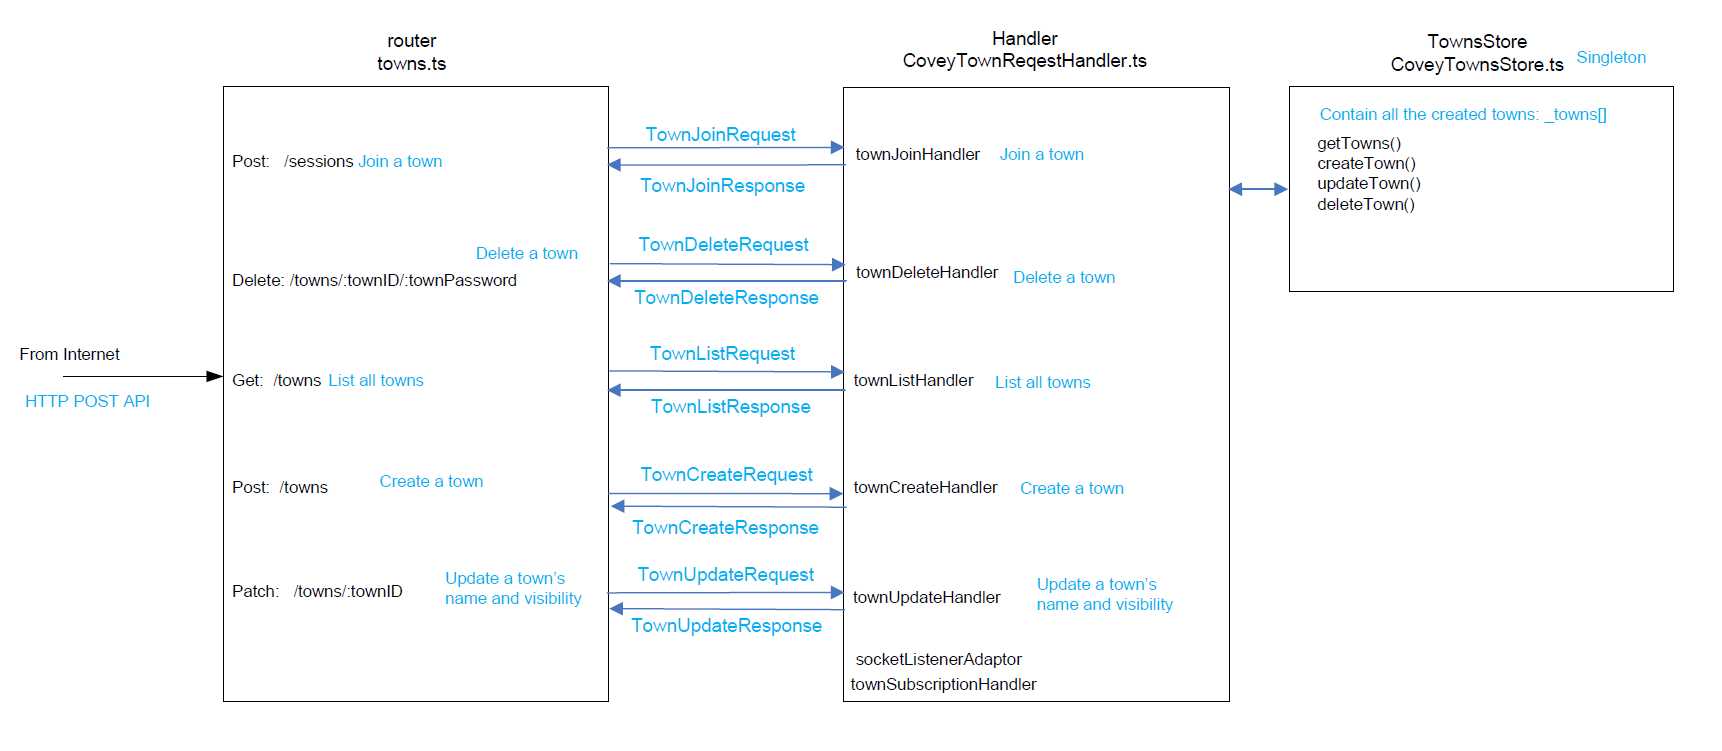 router
towns.ts
Handler
CoveyTownReqestHandler.ts
TownsStore
CoveyTownsStore.ts
Singleton
From Internet
HTTP POST API
Post: /sessions Join a town
Delete a town
Delete: /towns/:townID/:townPassword
Get: /towns List all towns
Post: /towns Create a town
Patch: /towns/:townID
Update a town's
name and visibility
TownJoinRequest
TownJoinResponse
TownDeleteRequest
TownDeleteResponse
TownListRequest
TownListResponse
TownCreateRequest
TownCreateResponse
TownUpdateRequest
TownUpdateResponse
townJoinHandler Join a town
townDeleteHandler Delete a town
townListHandler List all towns
townCreateHandler Create a town
townUpdateHandler
Update a town's
name and visibility
socketListenerAdaptor
townSubscriptionHandler
Contain all the created towns: _towns[]
getTowns()
createTown()
updateTown()
deleteTown()